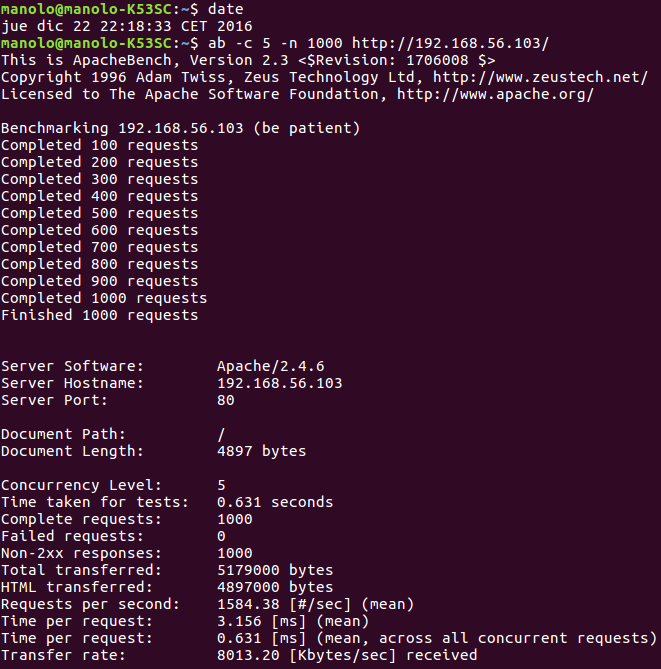 manolo@manolo-K53SC:~$ date
jue dic 22 22:18:33 CET 2016
manolo@manolo-K53SC:~$ ab -c 5 -n 1000 http://192.168.56.103/
This is ApacheBench, Version 2.3 <$Revision: 1706008 $>
Copyright 1996 Adam Twiss, Zeus Technology Ltd, http://www.zeustech.net/
Licensed to The Apache Software Foundation, http://www.apache.org/

Benchmarking 192.168.56.103 (be patient)
Completed 100 requests
Completed 200 requests
Completed 300 requests
Completed 400 requests
Completed 500 requests
Completed 600 requests
Completed 700 requests
Completed 800 requests
Completed 900 requests
Completed 1000 requests
Finished 1000 requests


Server Software:        Apache/2.4.6
Server Hostname:        192.168.56.103
Server Port:            80

Document Path:          /
Document Length:        4897 bytes

Concurrency Level:      5
Time taken for tests:   0.631 seconds
Complete requests:      1000
Failed requests:        0
Non-2xx responses:      1000
Total transferred:      5179000 bytes
HTML transferred:       4897000 bytes
Requests per second:    1584.38 [#/sec] (mean)
Time per request:       3.156 [ms] (mean)
Time per request:       0.631 [ms] (mean, across all concurrent requests)
Transfer rate:          8013.20 [Kbytes/sec] received